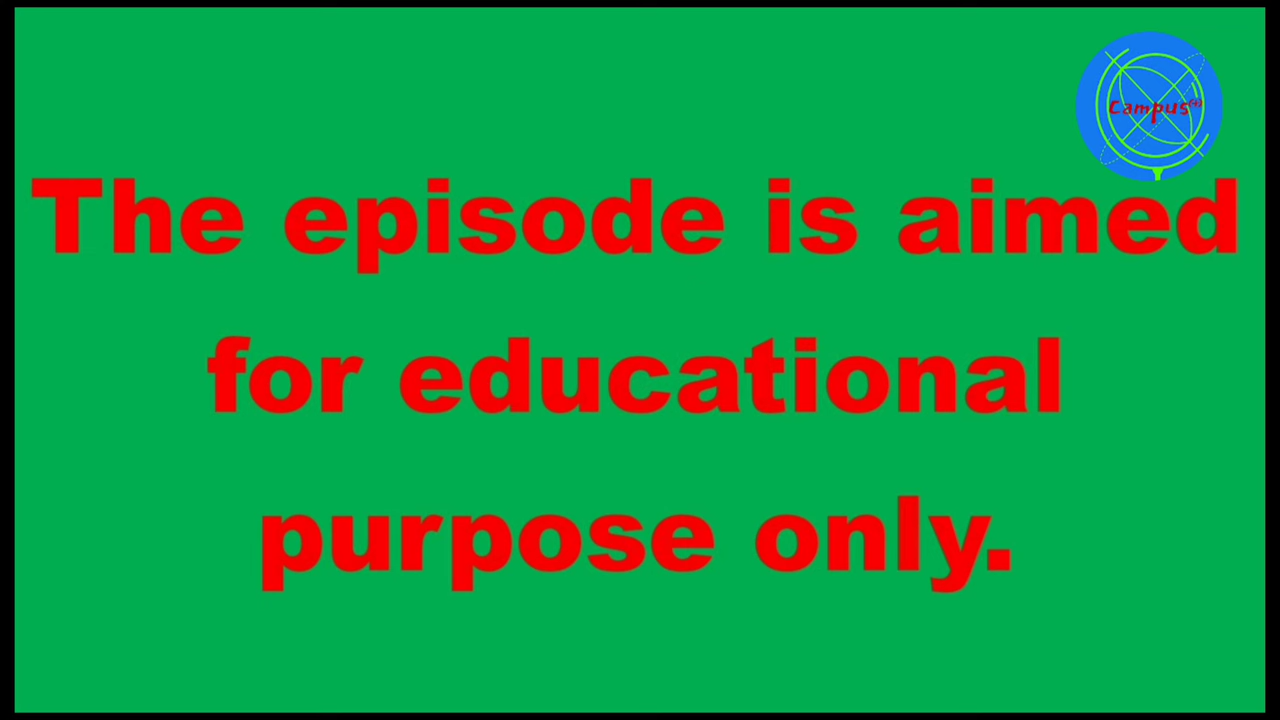 Campus(+)
The episode is aimed
for educational
purpose only.